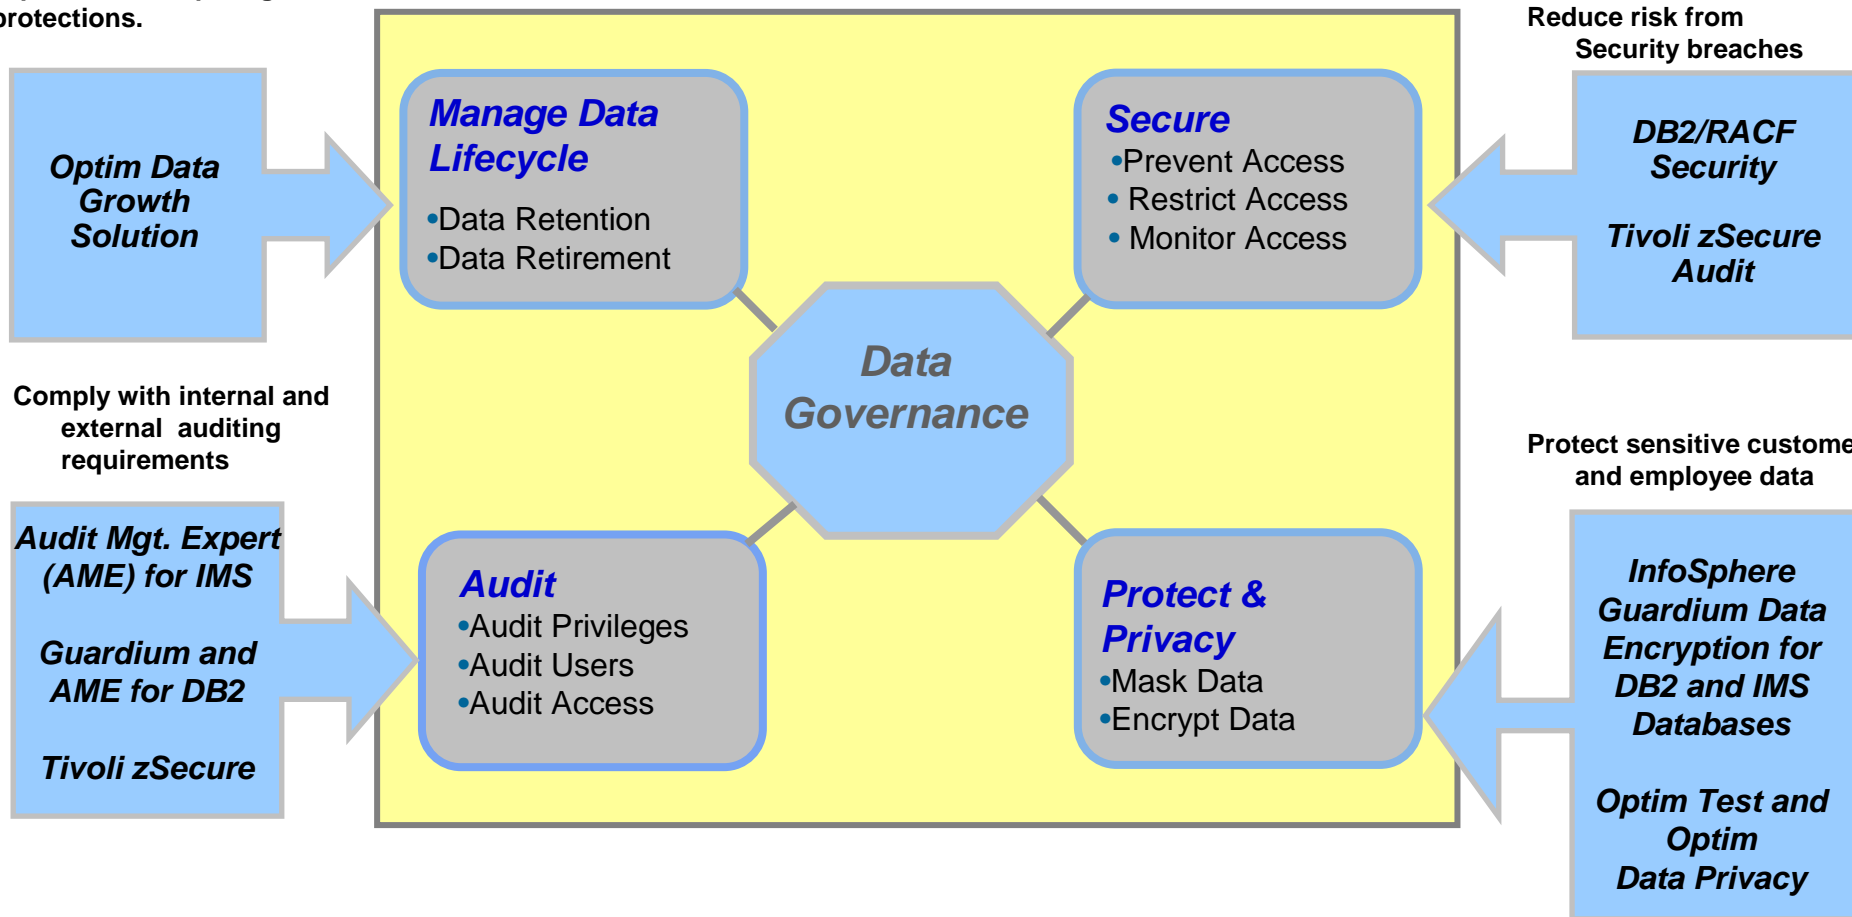 protections.
Optim Data
Growth
Solution
Comply with internal and
external auditing
requirements
Audit Mgt. Expert
(AME) for IMS
Guardium and
AME for DB2
Tivoli zSecure
Manage Data
Lifecycle
•Data Retention
•Data Retirement
Secure
•Prevent Access
• Restrict Access
• Monitor Access
Data
Governance
Audit
•Audit Privileges
•Audit Users
•Audit Access
Protect &
Privacy
•Mask Data
•Encrypt Data
Reduce risk from
Security breaches
DB2/RACF
Security
Tivoli zSecure
Audit
Protect sensitive custome
and employee data
InfoSphere
Guardium Data
Encryption for
DB2 and IMS
Databases
Optim Test and
Optim
Data Privacy